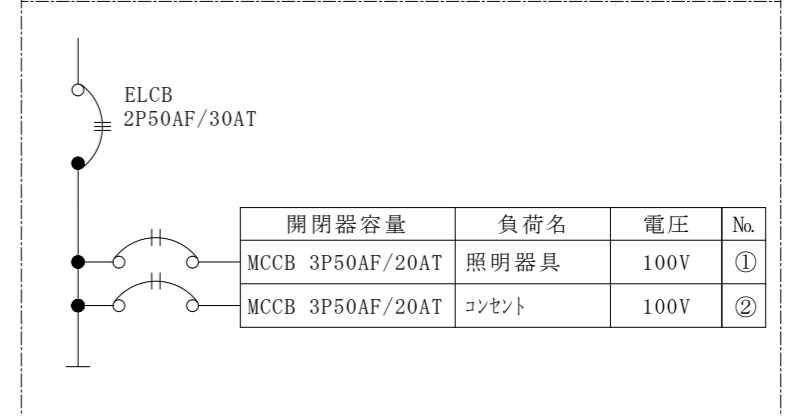 ELCB
2P50AF/30AT
開閉器容量 負荷名 電圧 №
MCCB 3P50AF/20AT 照明器具 100V ①
MCCB 3P50AF/20AT コンセント 100V ②